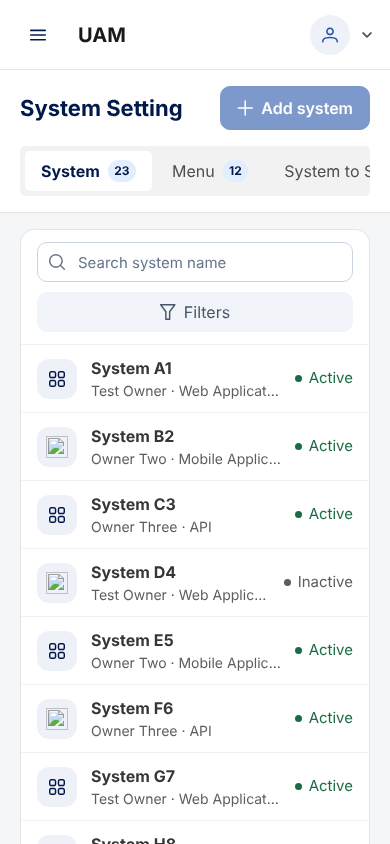 UAM
System Setting
Add system
System 23
Menu 12
System to S
Search system name
Filters
System A1
Test Owner · Web Applicat...
Active
System B2
Owner Two · Mobile Applic...
Active
System C3
Owner Three · API
Active
System D4
Test Owner · Web Applic...
Inactive
System E5
Owner Two · Mobile Applic...
Active
System F6
Owner Three · API
Active
System G7
Test Owner · Web Applicat...
Active
System H8